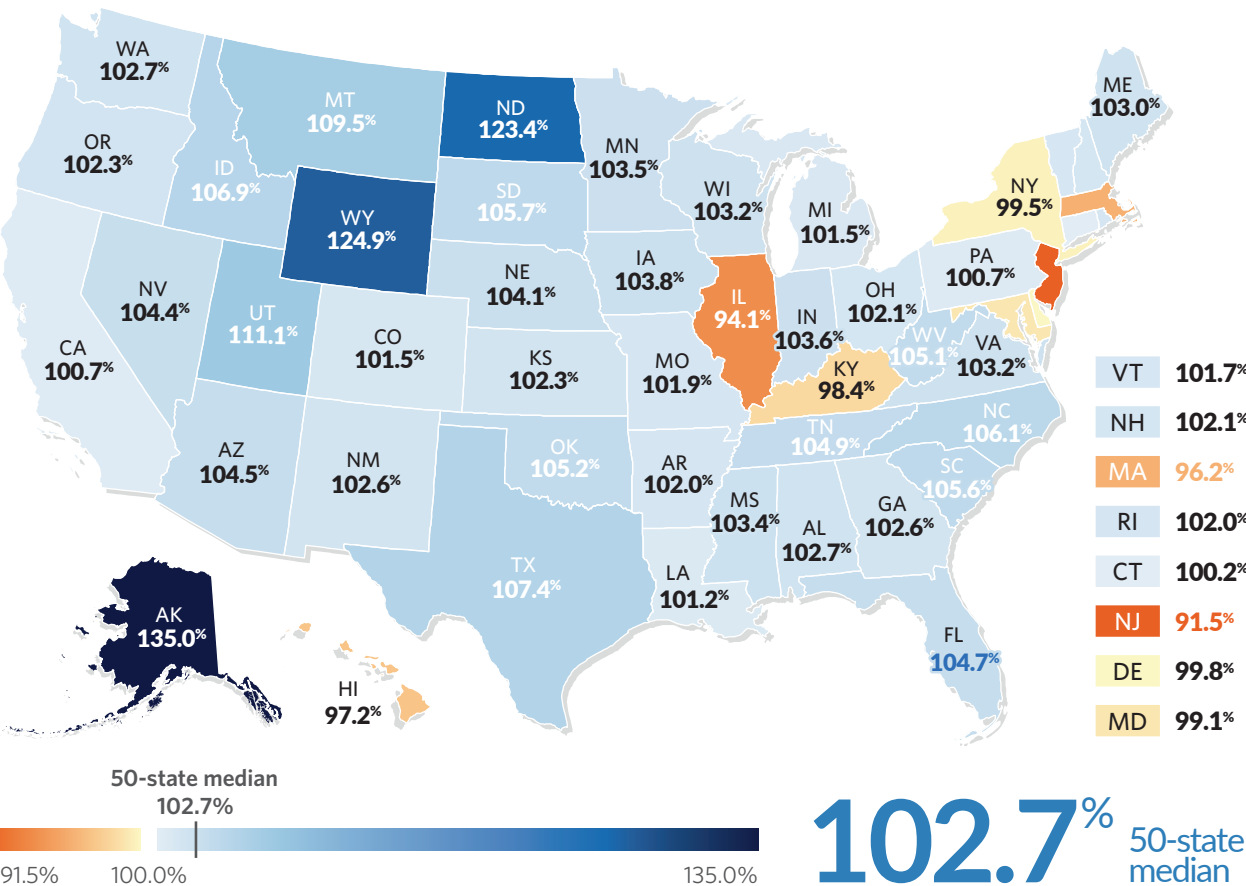 WA
102.7%
OR
102.3%
ID
106.9%
MT
109.5%
ND
123.4%
MN
103.5%
WY
124.9%
SD
105.7%
WI
103.2%
MI
101.5%
NY
99.5%
ME
103.0%
NV
104.4%
UT
111.1%
CA
100.7%
CO
101.5%
NE
104.1%
IA
103.8%
IL
94.1%
IN
103.6%
OH
102.1%
PA
100.7%
WV
105.1%
VA
103.2%
KS
102.3%
MO
101.9%
KY
98.4%
AZ
104.5%
NM
102.6%
OK
105.2%
AR
102.0%
TN
104.9%
NC
106.1%
SC
105.6%
MS
103.4%
AL
102.7%
GA
102.6%
TX
107.4%
LA
101.2%
FL
104.7%
AK
135.0%
HI
97.2%
VT 101.7%
NH 102.1%
MA 96.2%
RI 102.0%
CT 100.2%
NJ 91.5%
DE 99.8%
MD 99.1%
50-state median
102.7%
91.5% 100.0% 135.0%
102.7% 50-state
median